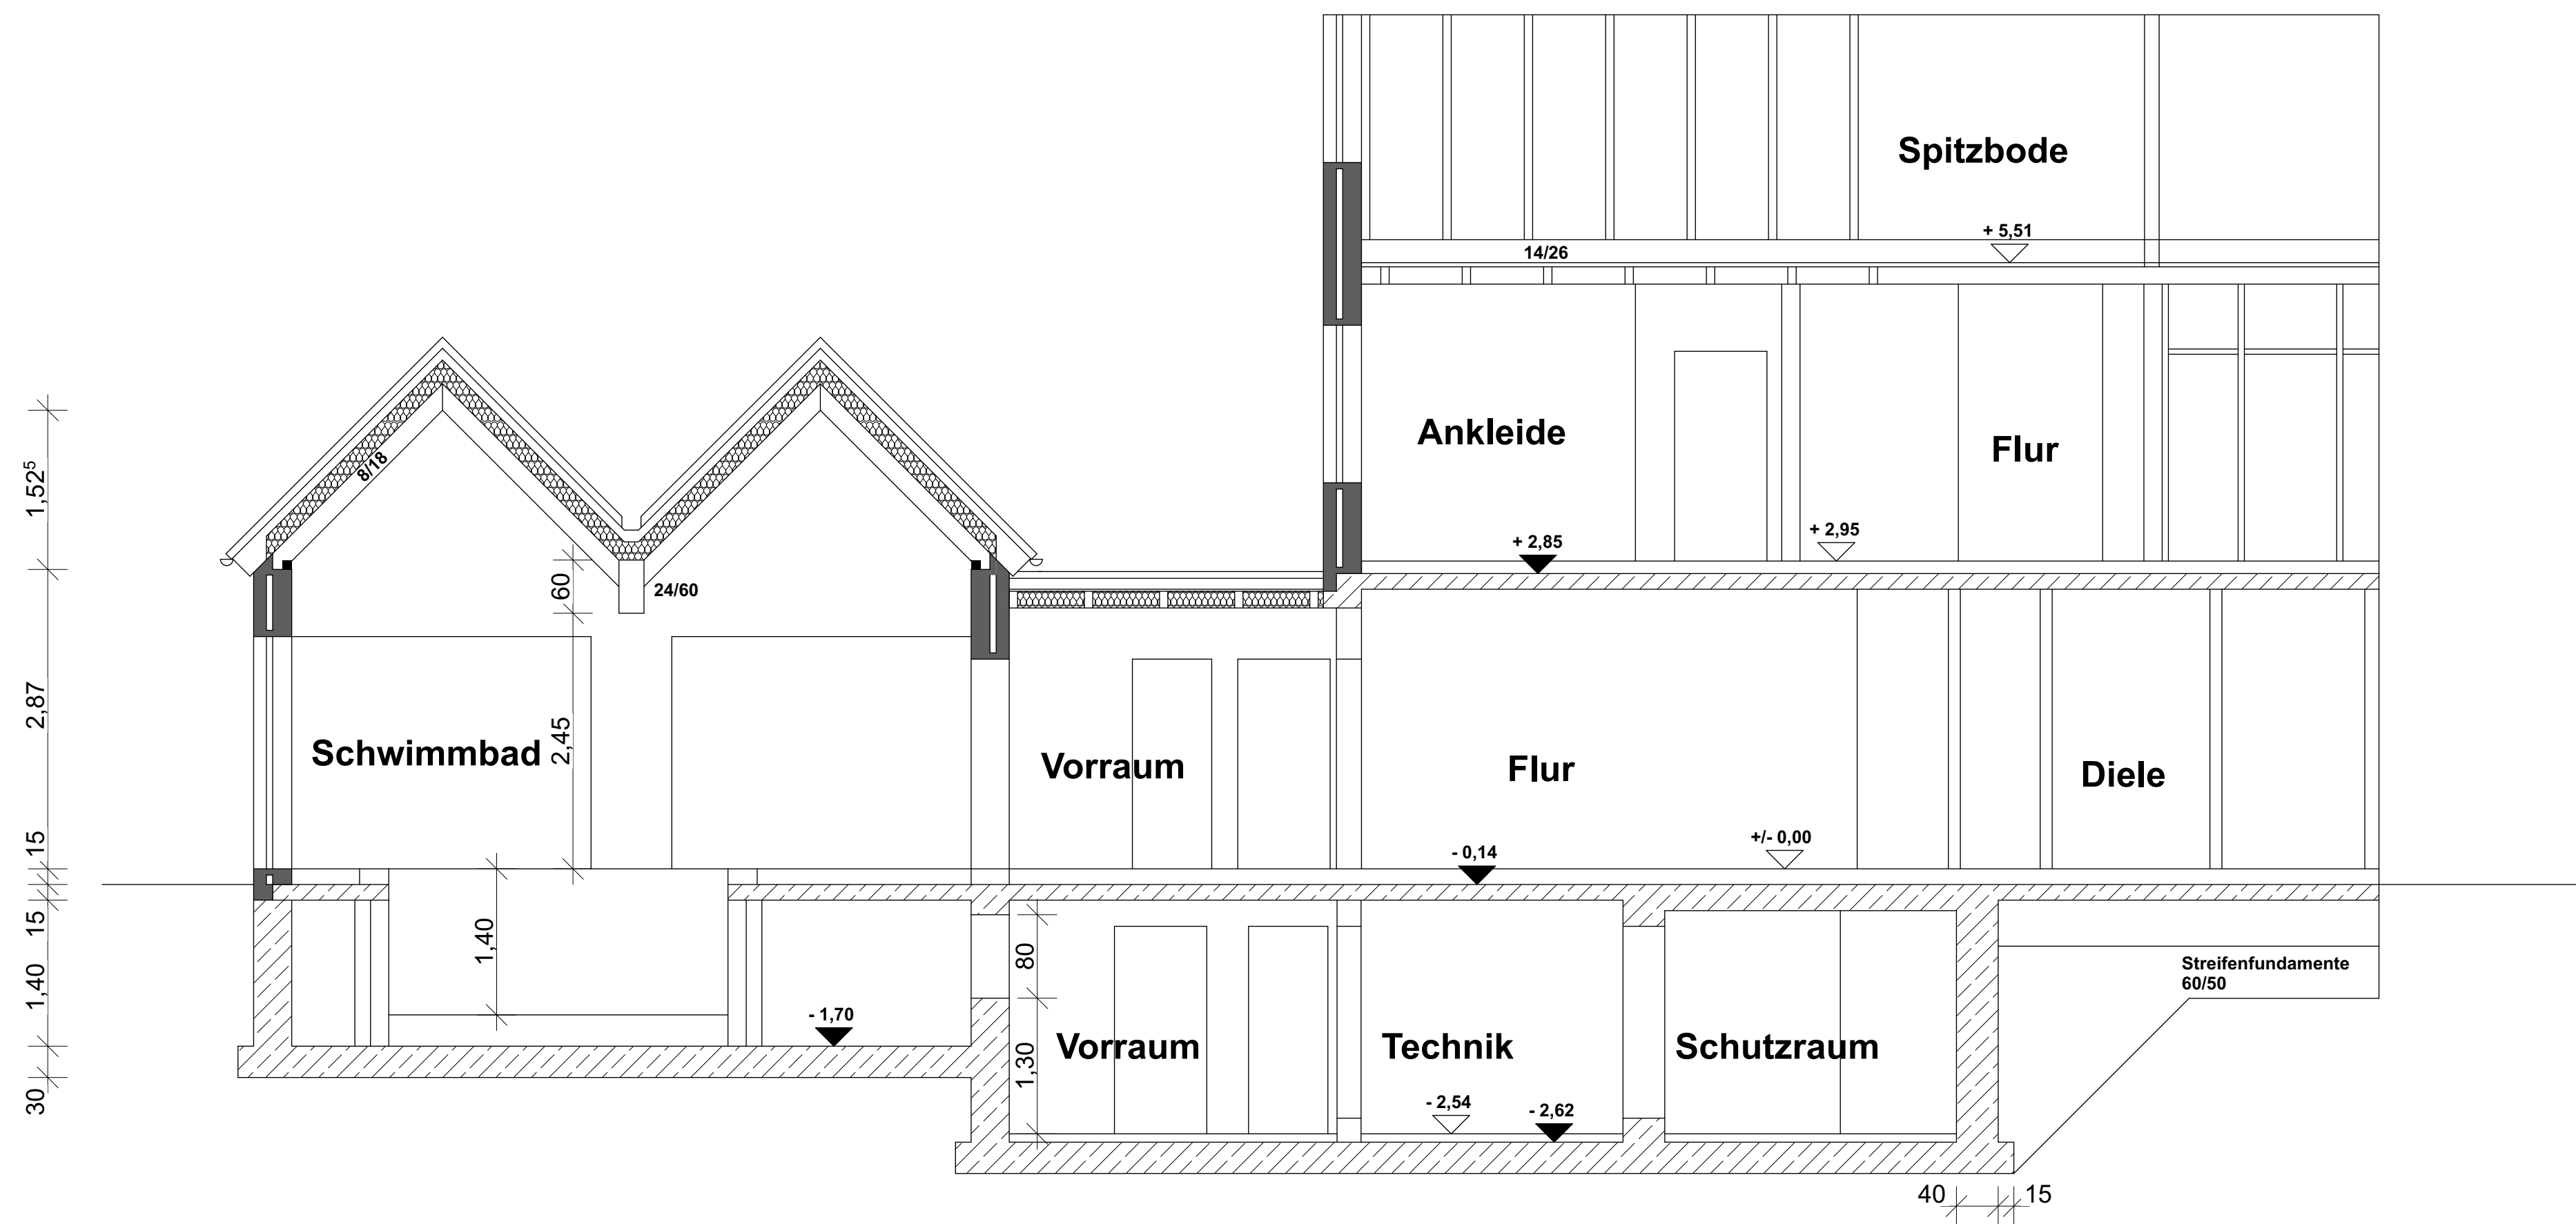 Spitzbode
+ 5,51
14/26
Ankleide
Flur
+ 2,85
+ 2,95
8/18
1,52⁵
60
24/60
2,87
2,45
Schwimmbad
Vorraum
Flur
Diele
15
- 0,14
+/- 0,00
15
1,40
80
1,40
Streifenfundamente
60/50
- 1,70
Vorraum
Technik
Schutzraum
1,30
30
- 2,54
- 2,62
40
15